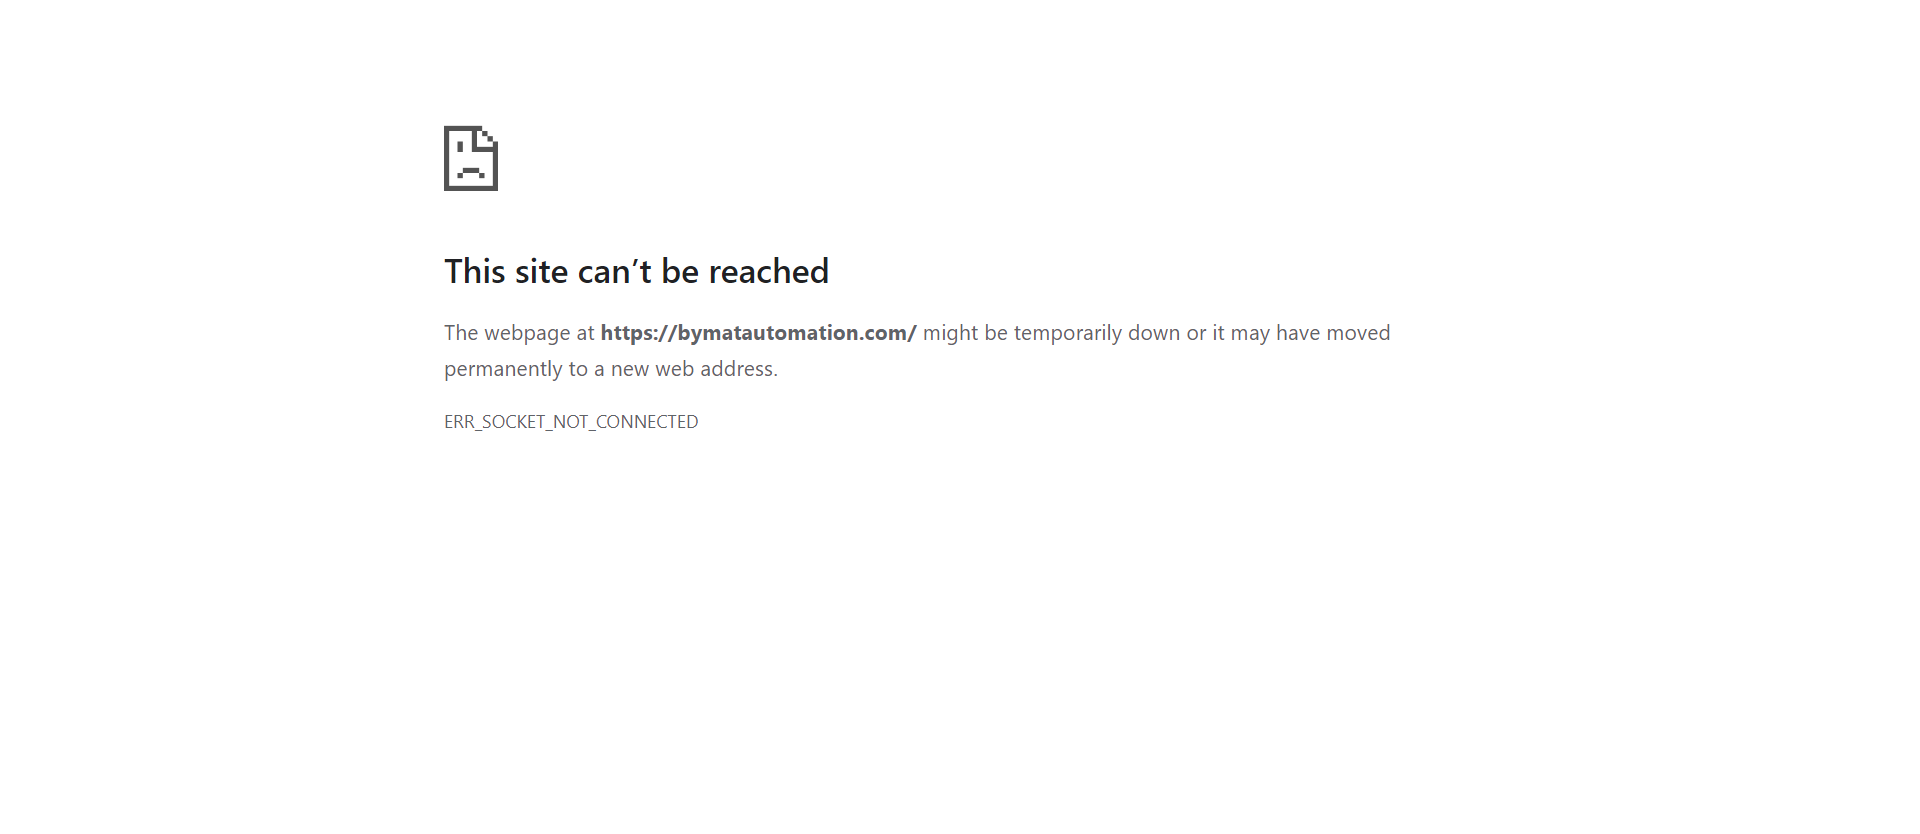 This site can’t be reached
The webpage at https://bymatautomation.com/ might be temporarily down or it may have moved
permanently to a new web address.
ERR_SOCKET_NOT_CONNECTED